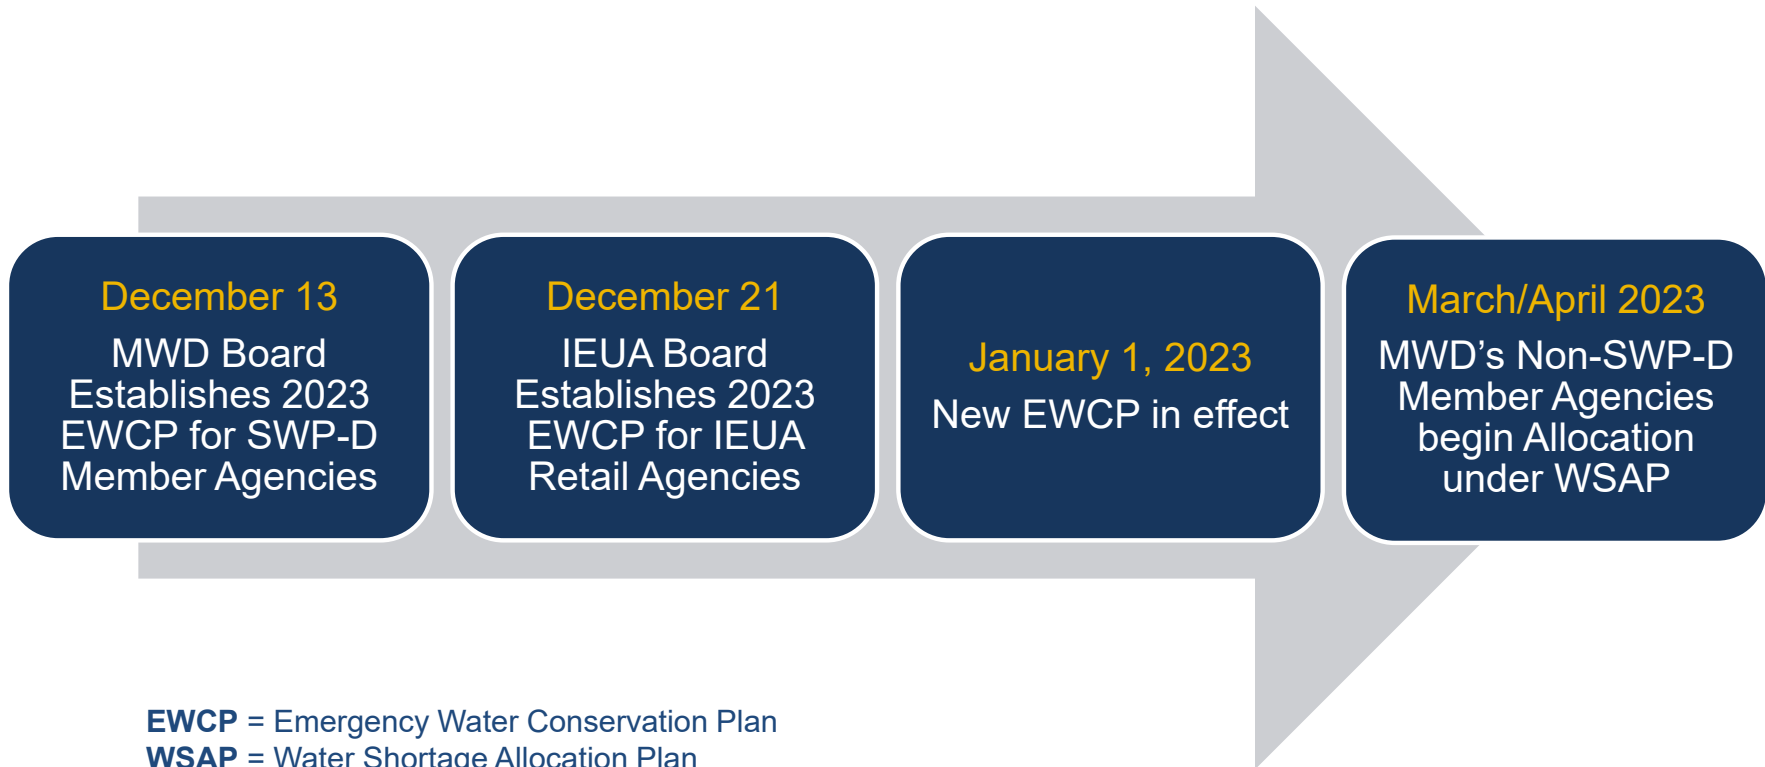 December 13
MWD Board
Establishes 2023
EWCP for SWP-D
Member Agencies
December 21
IEUA Board
Establishes 2023
EWCP for IEUA
Retail Agencies
January 1, 2023
New EWCP in effect
March/April 2023
MWD’s Non-SWP-D
Member Agencies
begin Allocation
under WSAP
EWCP = Emergency Water Conservation Plan
WSAP = Water Shortage Allocation Plan